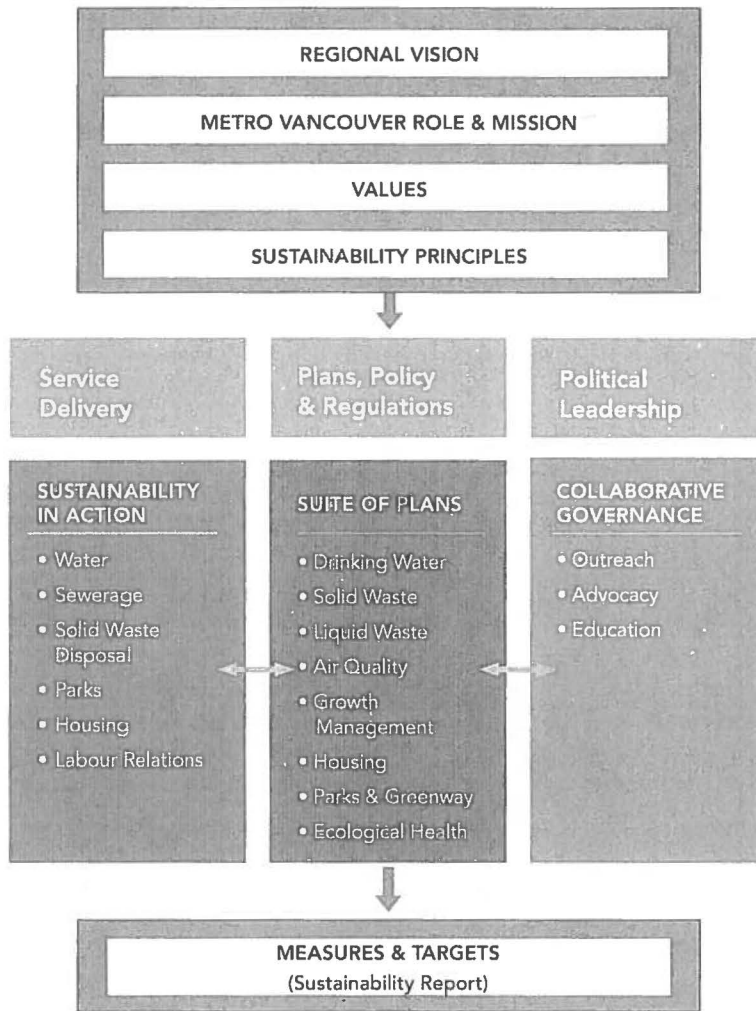 REGIONAL VISION
METRO VANCOUVER ROLE & MISSION
VALUES
SUSTAINABILITY PRINCIPLES
Service
Delivery
Plans, Policy
& Regulations
Political
Leadership
SUSTAINABILITY
IN ACTION
• Water
• Sewerage
• Solid Waste
Disposal
• Parks
• Housing
• Labour Relations
SUITE OF PLANS
• Drinking Water
• Solid Waste
• Liquid Waste
• Air Quality
• Growth
Management
• Housing
• Parks & Greenway
• Ecological Health
COLLABORATIVE
GOVERNANCE
• Outreach
• Advocacy
• Education
MEASURES & TARGETS
(Sustainability Report)